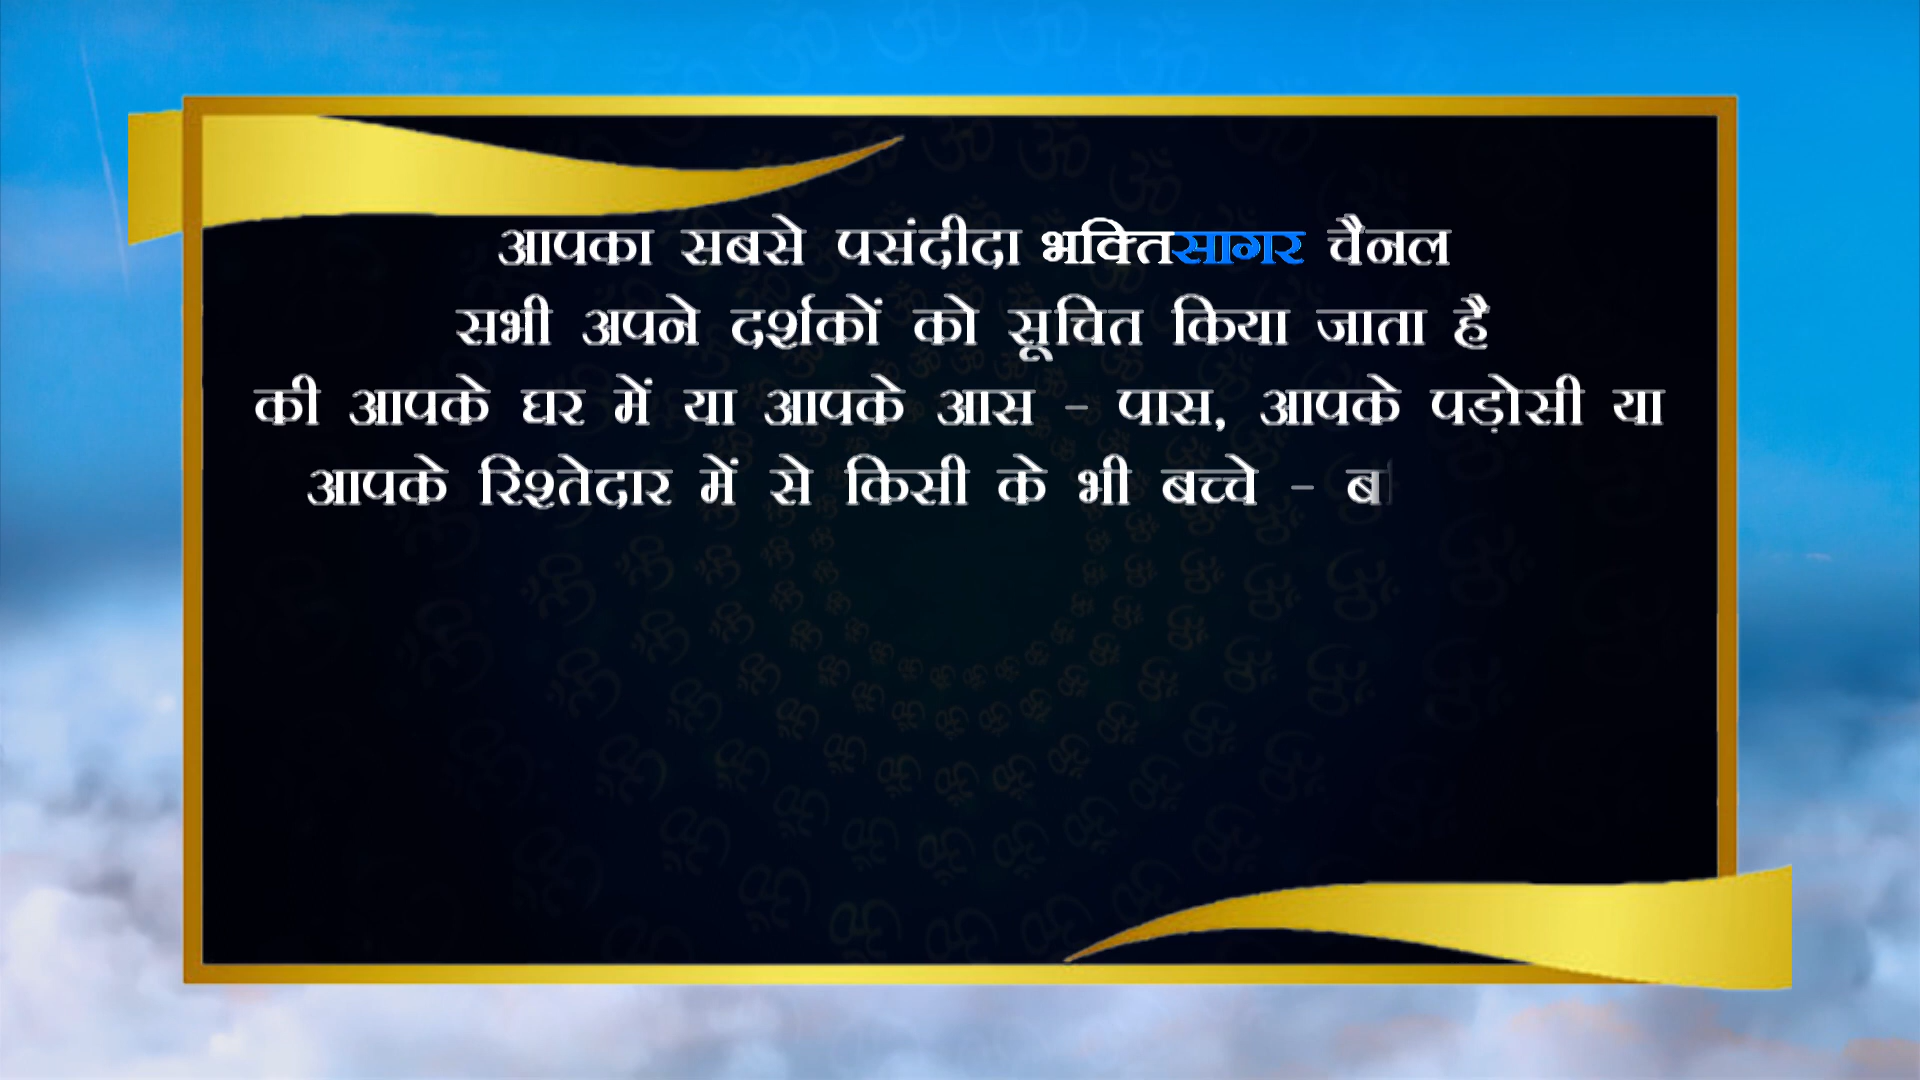 आपका सबसे पसंदीदा भक्तिसागर चैनल
सभी अपने दर्शकों को सूचित किया जाता है
की आपके घर में या आपके आस - पास, आपके पड़ोसी या
आपके रिश्तेदार में से किसी के भी बच्चे - ब